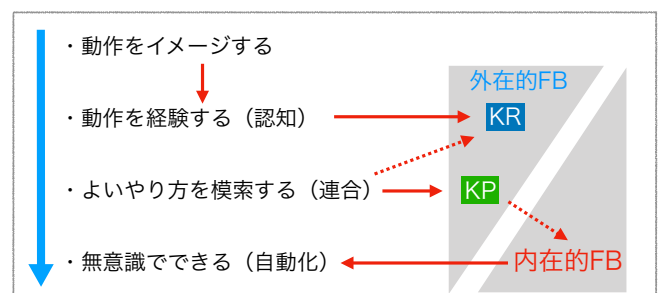 ・動作をイメージする
外在的FB
・動作を経験する（認知）
KR
・よいやり方を模索する（連合）
KP
・無意識でできる（自動化）
内在的FB